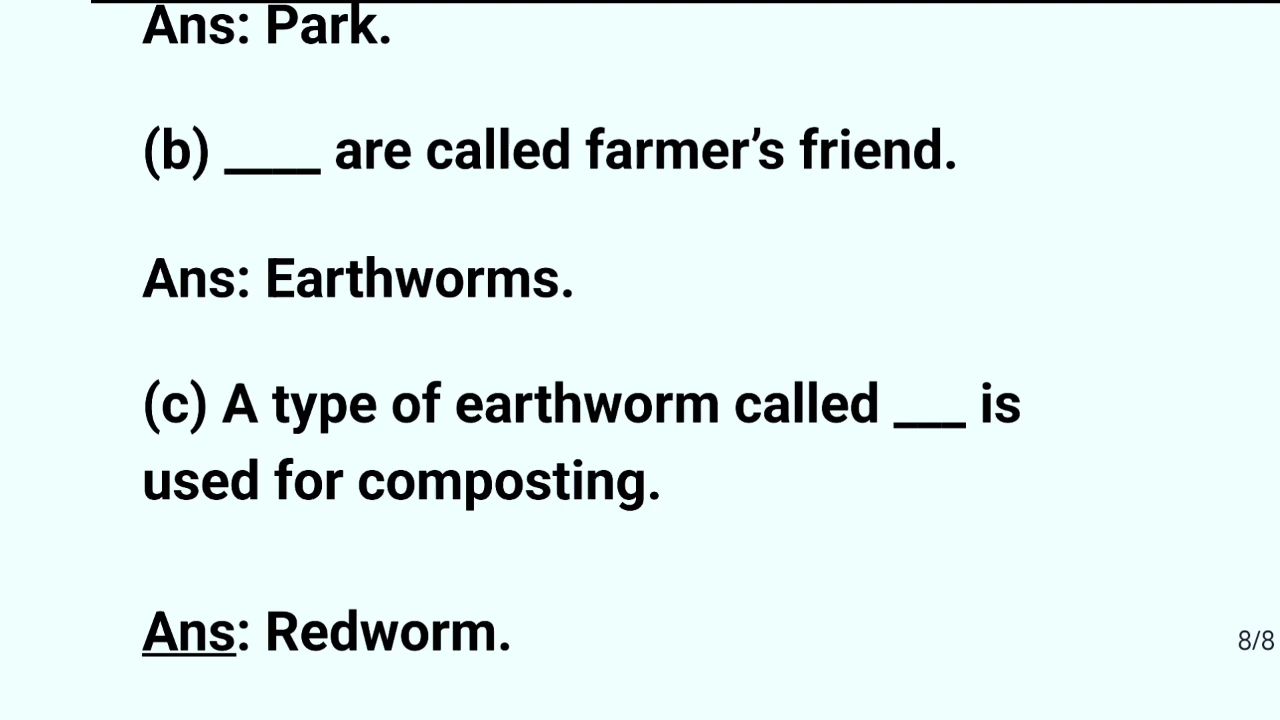 Ans: Park.
(b) ____ are called farmer’s friend.
Ans: Earthworms.
(c) A type of earthworm called ___ is
used for composting.
Ans: Redworm.
8/8